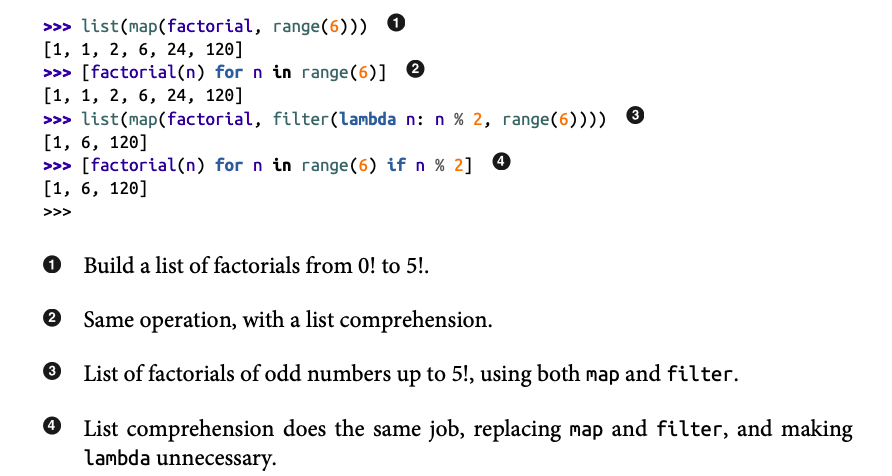 >>> list(map(factorial, range(6))) ❶
[1, 1, 2, 6, 24, 120]
>>> [factorial(n) for n in range(6)] ❷
[1, 1, 2, 6, 24, 120]
>>> list(map(factorial, filter(lambda n: n % 2, range(6)))) ❸
[1, 6, 120]
>>> [factorial(n) for n in range(6) if n % 2] ❹
[1, 6, 120]
>>>
❶ Build a list of factorials from 0! to 5!.
❷ Same operation, with a list comprehension.
❸ List of factorials of odd numbers up to 5!, using both map and filter.
❹ List comprehension does the same job, replacing map and filter, and making
lambda unnecessary.